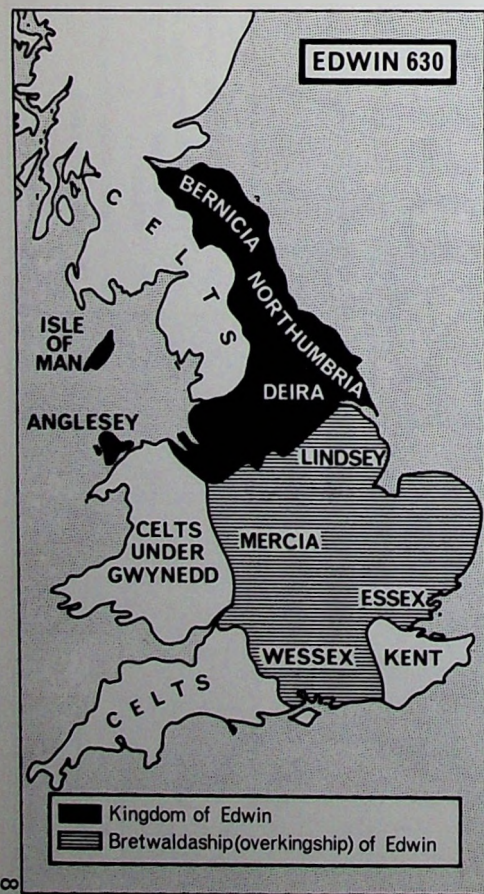 EDWIN 630
BERNICIA
CELTS
NORTHUMBRIA
ISLE
OF
MAN
DEIRA
ANGLESEY
LINDSEY
CELTS
UNDER
GWYNEDD
MERCIA
ESSEX
WESSEX
KENT
CELTS
Kingdom of Edwin
Bretwaldaship(overkingship) of Edwin
8